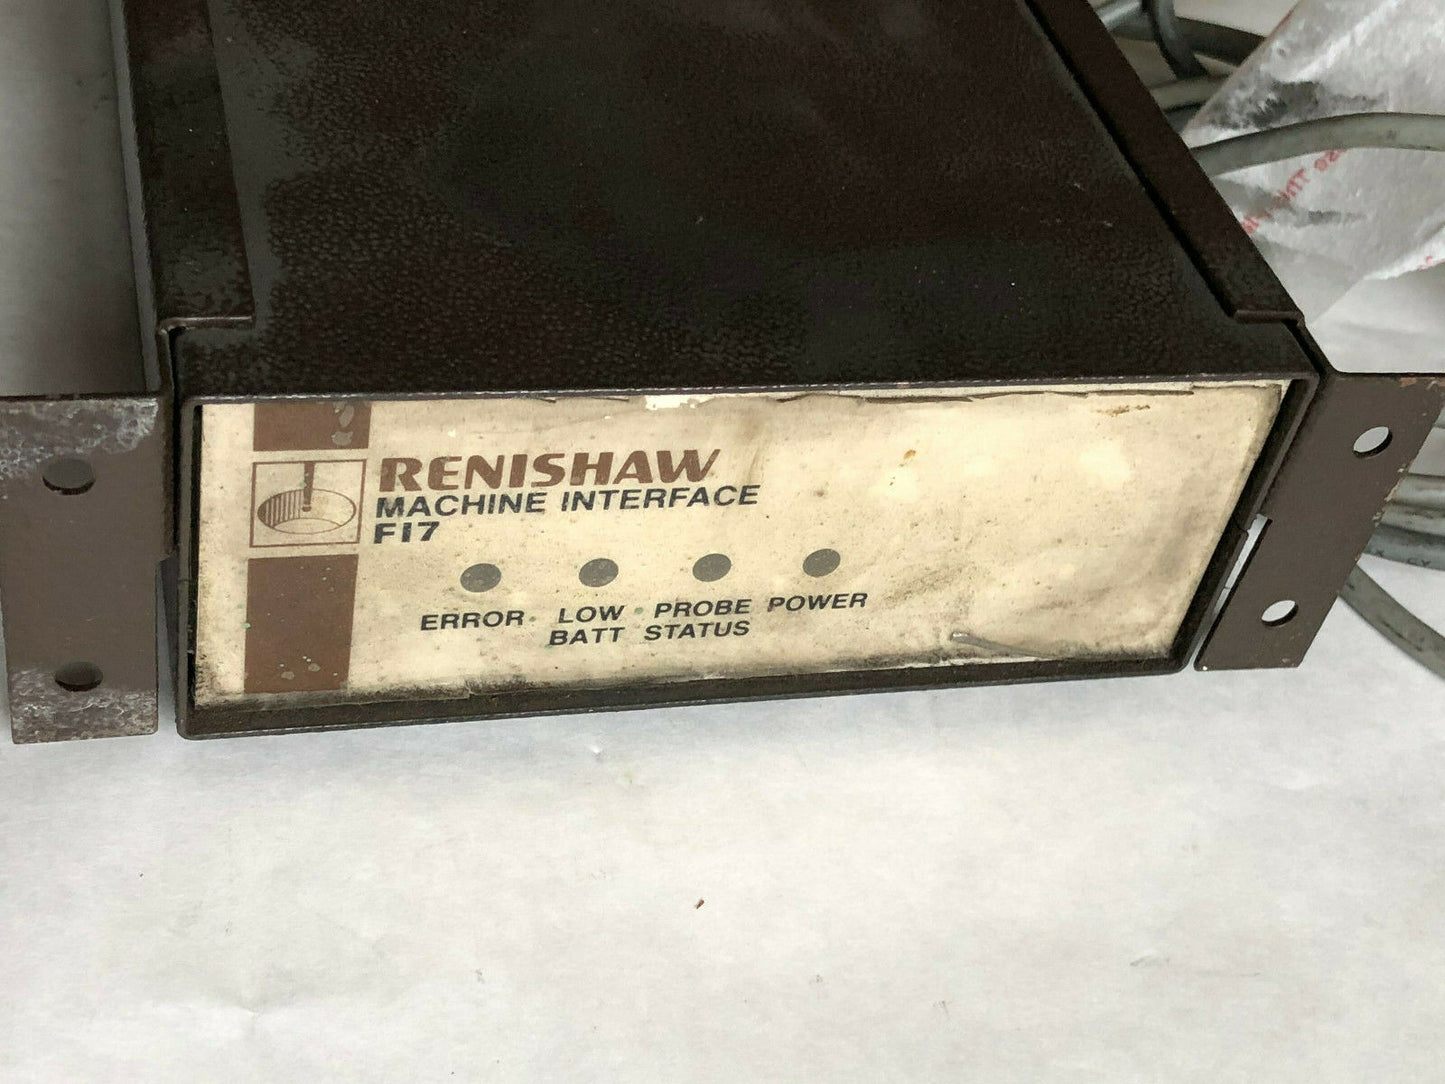 RENISHAW
MACHINE INTERFACE
FI7
ERROR LOW PROBE POWER
BATT STATUS